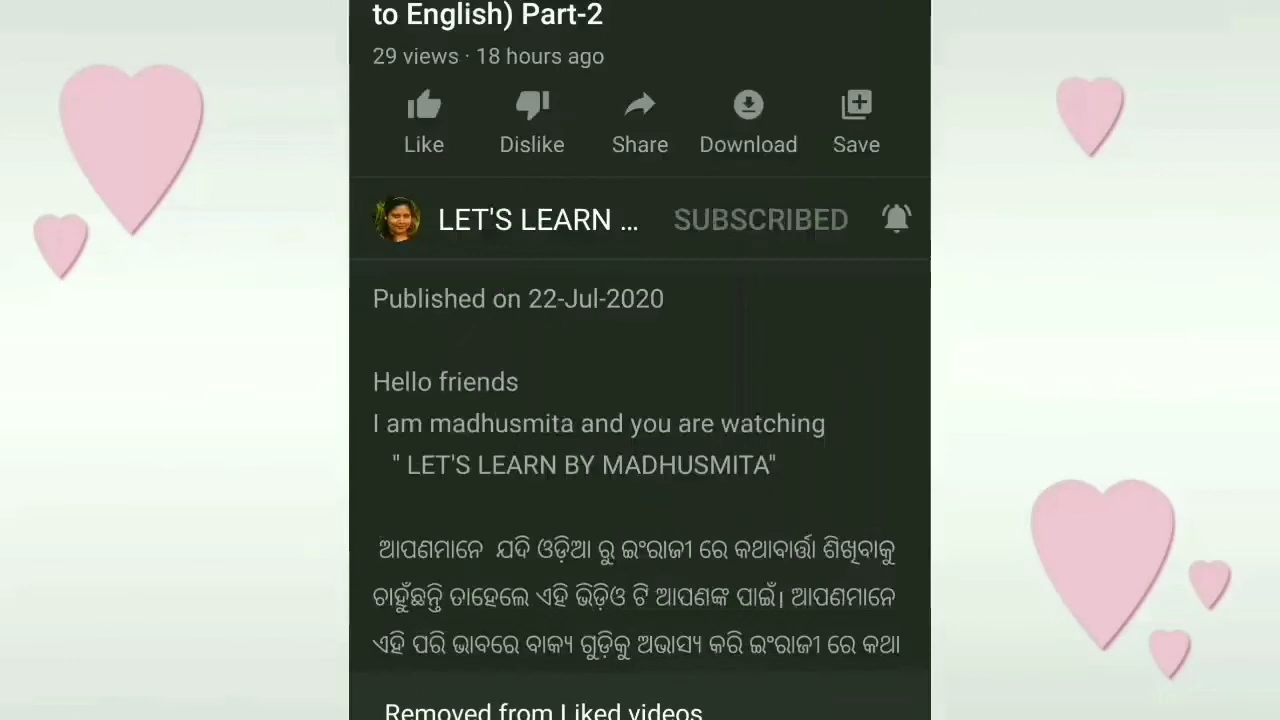 to English) Part-2
29 views · 18 hours ago
Like Dislike Share Download Save
LET'S LEARN ... SUBSCRIBED
Published on 22-Jul-2020
Hello friends
I am madhusmita and you are watching
" LET'S LEARN BY MADHUSMITA"
ଆପଣମାନେ ଯଦି ଓଡ଼ିଆ ରୁ ଇଂରାଜୀ ରେ କଥାବାର୍ତ୍ତା ଶିଖିବାକୁ
ଚାହୁଁଛନ୍ତି ତାହେଲେ ଏହି ଭିଡ଼ିଓ ଟି ଆପଣଙ୍କ ପାଇଁ। ଆପଣମାନେ
ଏହି ପରି ଭାବରେ ବାକ୍ୟ ଗୁଡ଼ିକୁ ଅଭାସ୍ୟ କରି ଇଂରାଜୀ ରେ କଥା
Removed from Liked videos